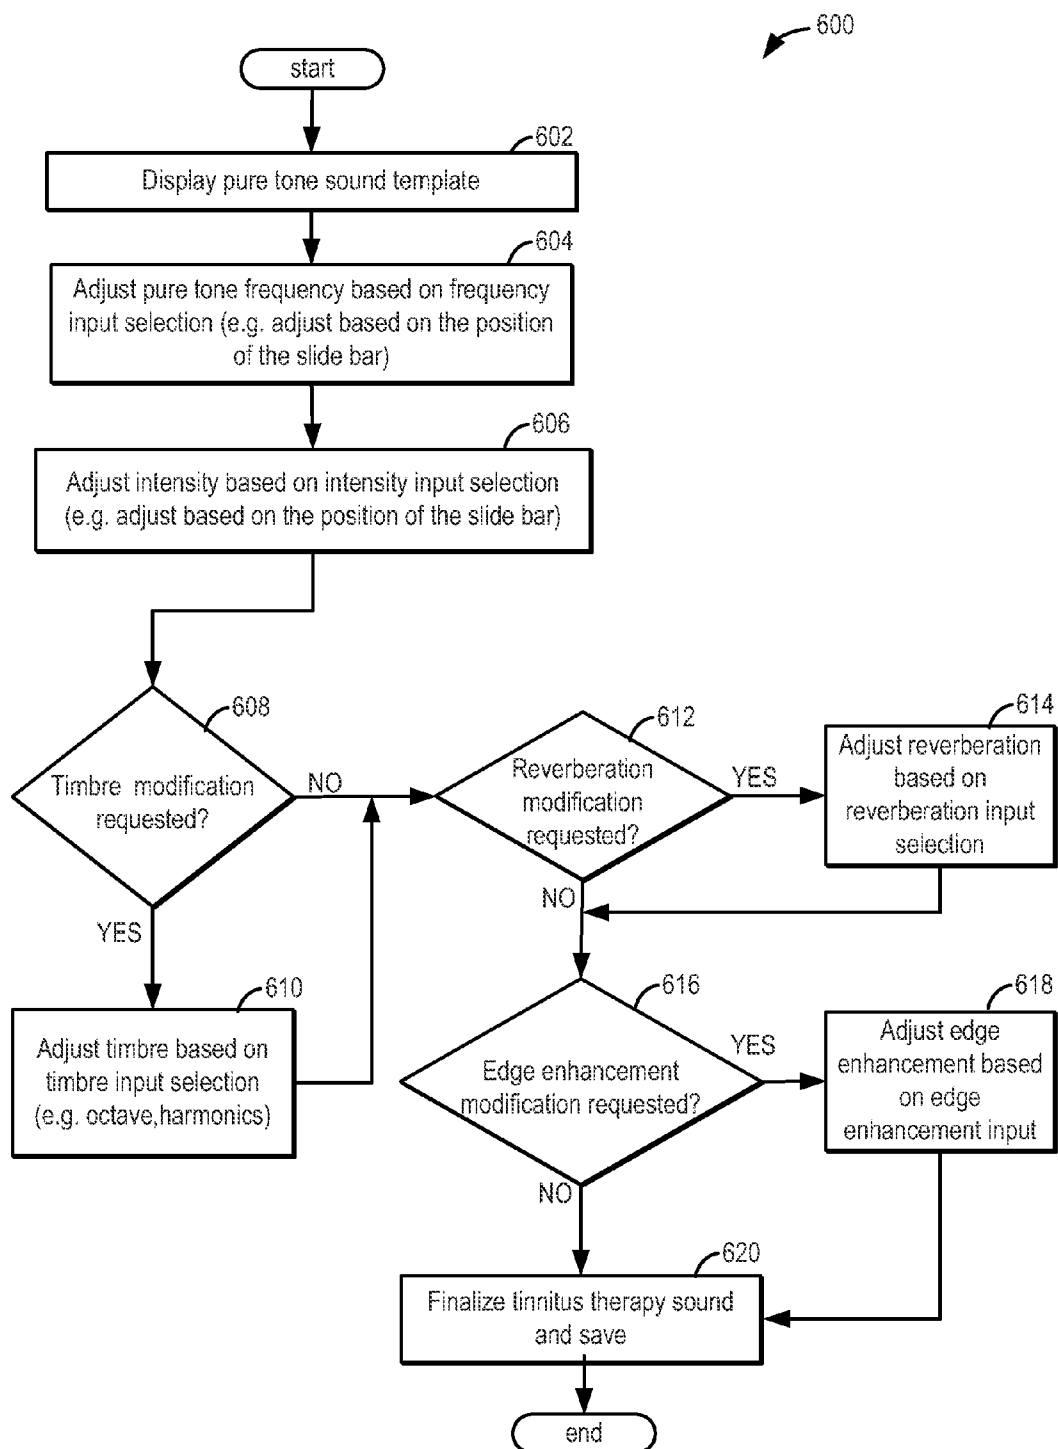 600
start
602
Display pure tone sound template
604
Adjust pure tone frequency based on frequency
input selection (e.g. adjust based on the position
of the slide bar)
606
Adjust intensity based on intensity input selection
(e.g. adjust based on the position of the slide bar)
608
Timbre modification
requested?
NO
YES
610
Adjust timbre based on
timbre input selection
(e.g. octave,harmonics)
612
Reverberation
modification
requested?
YES
NO
614
Adjust reverberation
based on
reverberation input
selection
616
Edge enhancement
modification requested?
YES
NO
618
Adjust edge
enhancement based
on edge
enhancement input
620
Finalize tinnitus therapy sound
and save
end